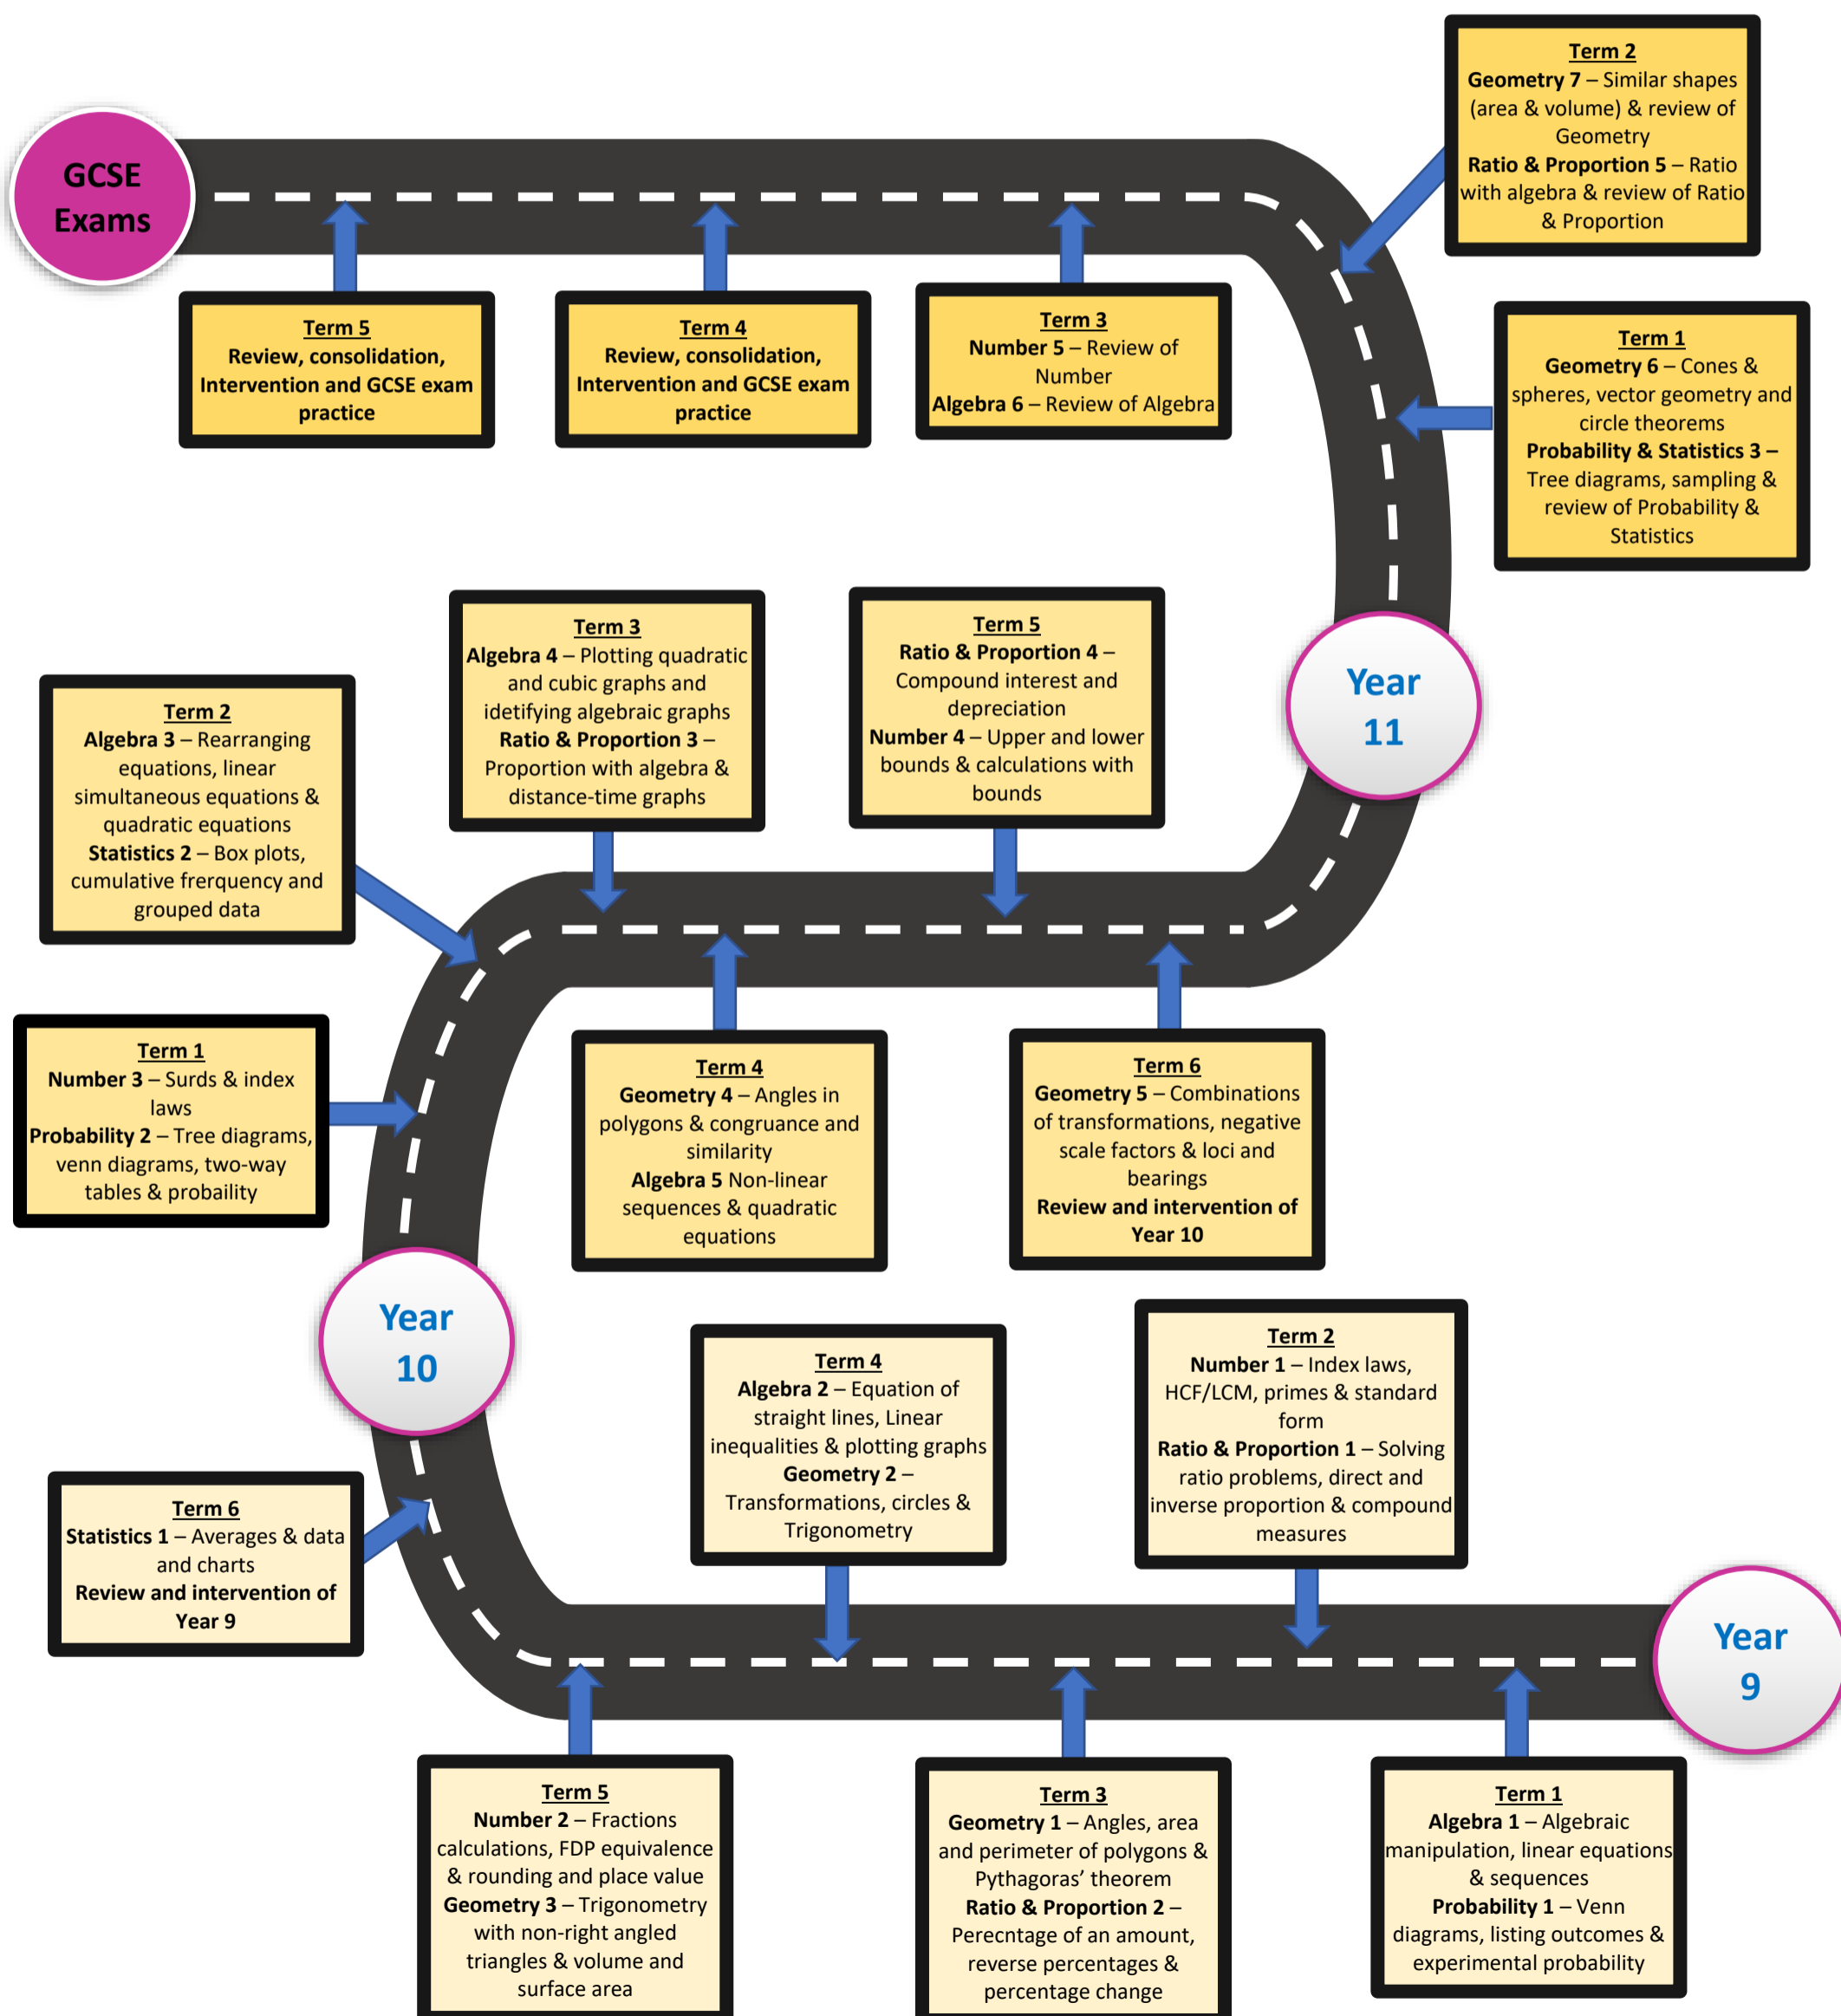 Term 2
Geometry 7 – Similar shapes
(area & volume) & review of
Geometry
Ratio & Proportion 5 – Ratio
with algebra & review of Ratio
& Proportion
GCSE
Exams
Term 5
Review, consolidation,
Intervention and GCSE exam
practice
Term 4
Review, consolidation,
Intervention and GCSE exam
practice
Term 3
Number 5 – Review of
Number
Algebra 6 – Review of Algebra
Term 1
Geometry 6 – Cones &
spheres, vector geometry and
circle theorems
Probability & Statistics 3 –
Tree diagrams, sampling &
review of Probability &
Statistics
Term 2
Algebra 3 – Rearranging
equations, linear
simultaneous equations &
quadratic equations
Statistics 2 – Box plots,
cumulative frerquency and
grouped data
Term 3
Algebra 4 – Plotting quadratic
and cubic graphs and
idetifying algebraic graphs
Ratio & Proportion 3 –
Proportion with algebra &
distance-time graphs
Term 5
Ratio & Proportion 4 –
Compound interest and
depreciation
Number 4 – Upper and lower
bounds & calculations with
bounds
Year
11
Term 1
Number 3 – Surds & index
laws
Probability 2 – Tree diagrams,
venn diagrams, two-way
tables & probaility
Term 4
Geometry 4 – Angles in
polygons & congruence and
similarity
Algebra 5 Non-linear
sequences & quadratic
equations
Term 6
Geometry 5 – Combinations
of transformations, negative
scale factors & loci and
bearings
Review and intervention of
Year 10
Year
10
Term 4
Algebra 2 – Equation of
straight lines, Linear
inequalities & plotting graphs
Geometry 2 –
Transformations, circles &
Trigonometry
Term 2
Number 1 – Index laws,
HCF/LCM, primes & standard
form
Ratio & Proportion 1 – Solving
ratio problems, direct and
inverse proportion & compound
measures
Term 6
Statistics 1 – Averages & data
and charts
Review and intervention of
Year 9
Year
9
Term 5
Number 2 – Fractions
calculations, FDP equivalence
& rounding and place value
Geometry 3 – Trigonometry
with non-right angled
triangles & volume and
surface area
Term 3
Geometry 1 – Angles, area
and perimeter of polygons &
Pythagoras’ theorem
Ratio & Proportion 2 –
Perecntage of an amount,
reverse percentages &
percentage change
Term 1
Algebra 1 – Algebraic
manipulation, linear equations
& sequences
Probability 1 – Venn
diagrams, listing outcomes &
experimental probability